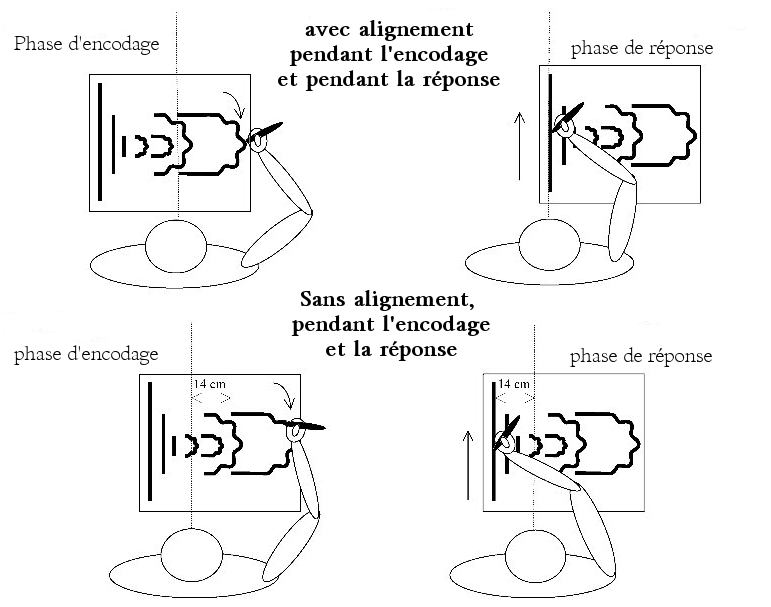 Phase d'encodage
avec alignement
pendant l'encodage
et pendant la réponse
phase de réponse
Sans alignement,
pendant l'encodage
et la réponse
phase d'encodage
phase de réponse
14 cm
14 cm